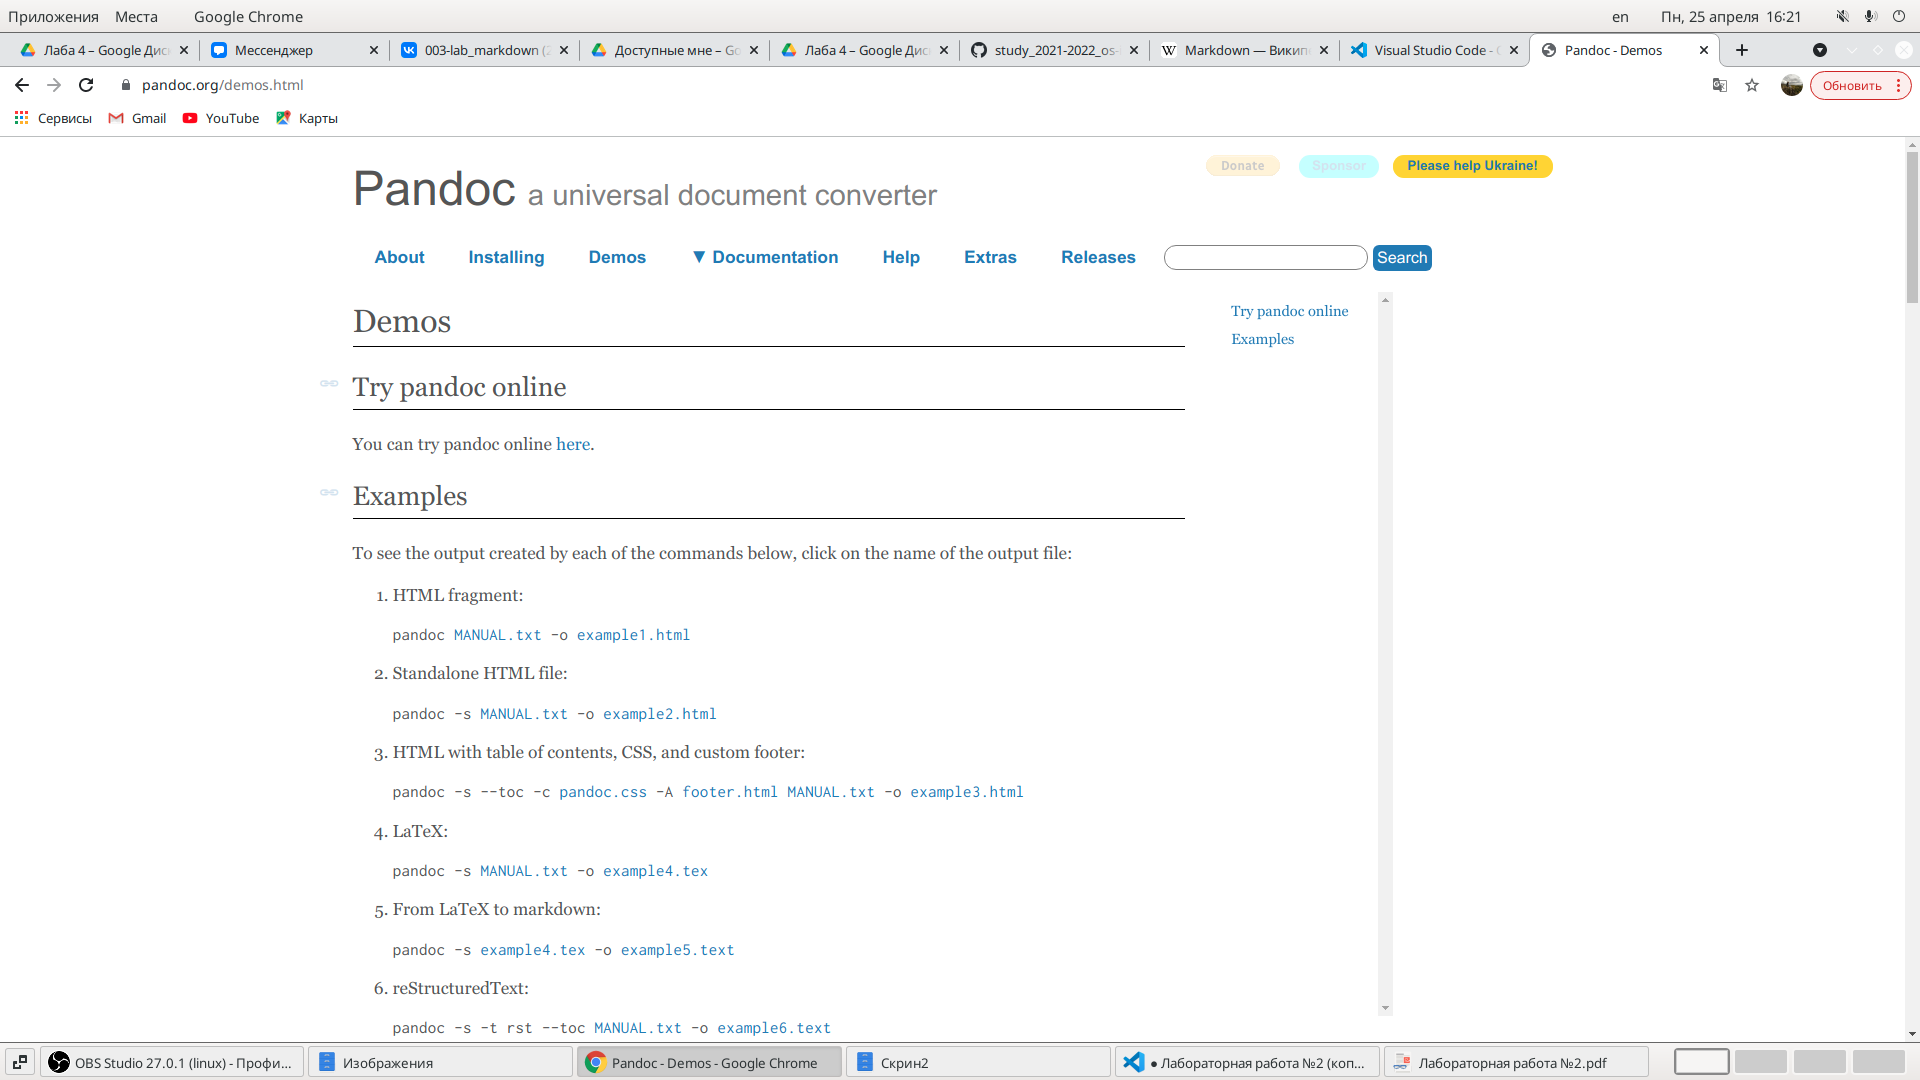 Приложения Места Google Chrome en Пн, 25 апреля 16:21
Лаба 4 – Google Дис
Мессенджер
003-lab_markdown (2
Доступные мне – Go
Лаба 4 – Google Дис
study_2021-2022_os-
Markdown — Викип
Visual Studio Code -
Pandoc - Demos
pandoc.org/demos.html
Обновить
Сервисы Gmail YouTube Карты
Donate Sponsor Please help Ukraine!
Pandoc a universal document converter
About Installing Demos ▼ Documentation Help Extras Releases Search
Demos
Try pandoc online
Examples
Try pandoc online
You can try pandoc online here.
Examples
To see the output created by each of the commands below, click on the name of the output file:
1. HTML fragment:
pandoc MANUAL.txt -o example1.html
2. Standalone HTML file:
pandoc -s MANUAL.txt -o example2.html
3. HTML with table of contents, CSS, and custom footer:
pandoc -s --toc -c pandoc.css -A footer.html MANUAL.txt -o example3.html
4. LaTeX:
pandoc -s MANUAL.txt -o example4.tex
5. From LaTeX to markdown:
pandoc -s example4.tex -o example5.text
6. reStructuredText:
pandoc -s -t rst --toc MANUAL.txt -o example6.text
OBS Studio 27.0.1 (linux) - Профи...
Изображения
Pandoc - Demos - Google Chrome
Скрин2
● Лабораторная работа №2 (коп...
Лабораторная работа №2.pdf